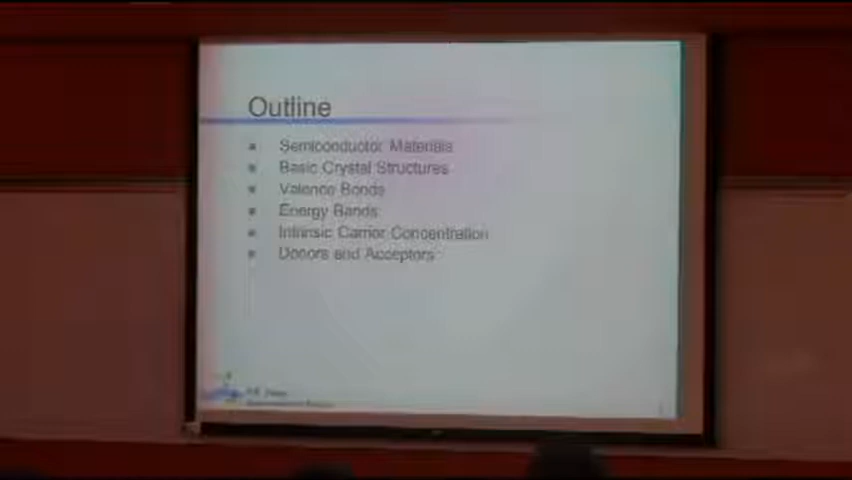 Outline
Semiconductor Materials
Basic Crystal Structures
Valence Bonds
Energy Bands
Intrinsic Carrier Concentration
Donors and Acceptors